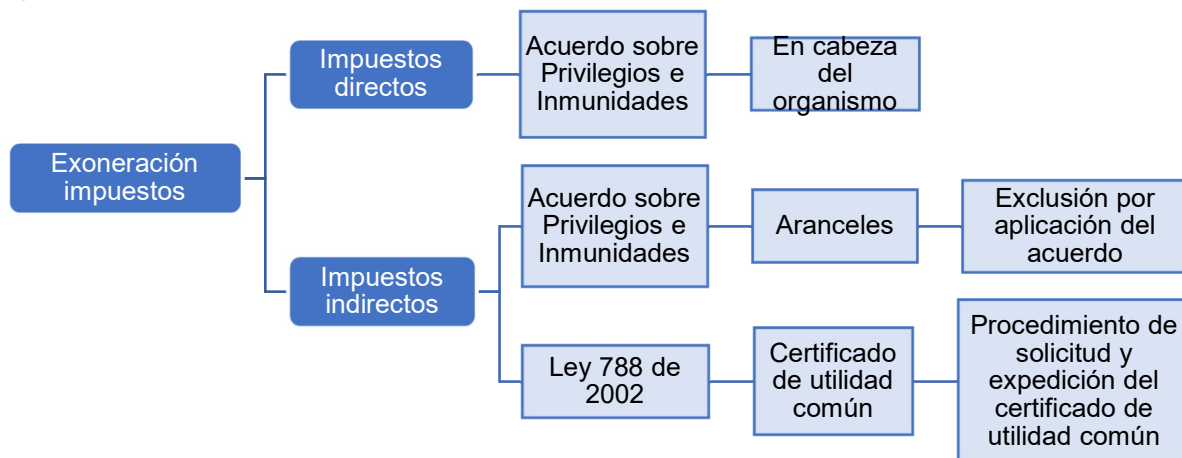 Exoneración
impuestos
Impuestos
directos
Acuerdo sobre
Privilegios e
Inmunidades
En cabeza
del
organismo
Impuestos
indirectos
Acuerdo sobre
Privilegios e
Inmunidades
Aranceles
Exclusión por
aplicación del
acuerdo
Ley 788 de
2002
Certificado
de utilidad
común
Procedimiento de
solicitud y
expedición del
certificado de
utilidad común